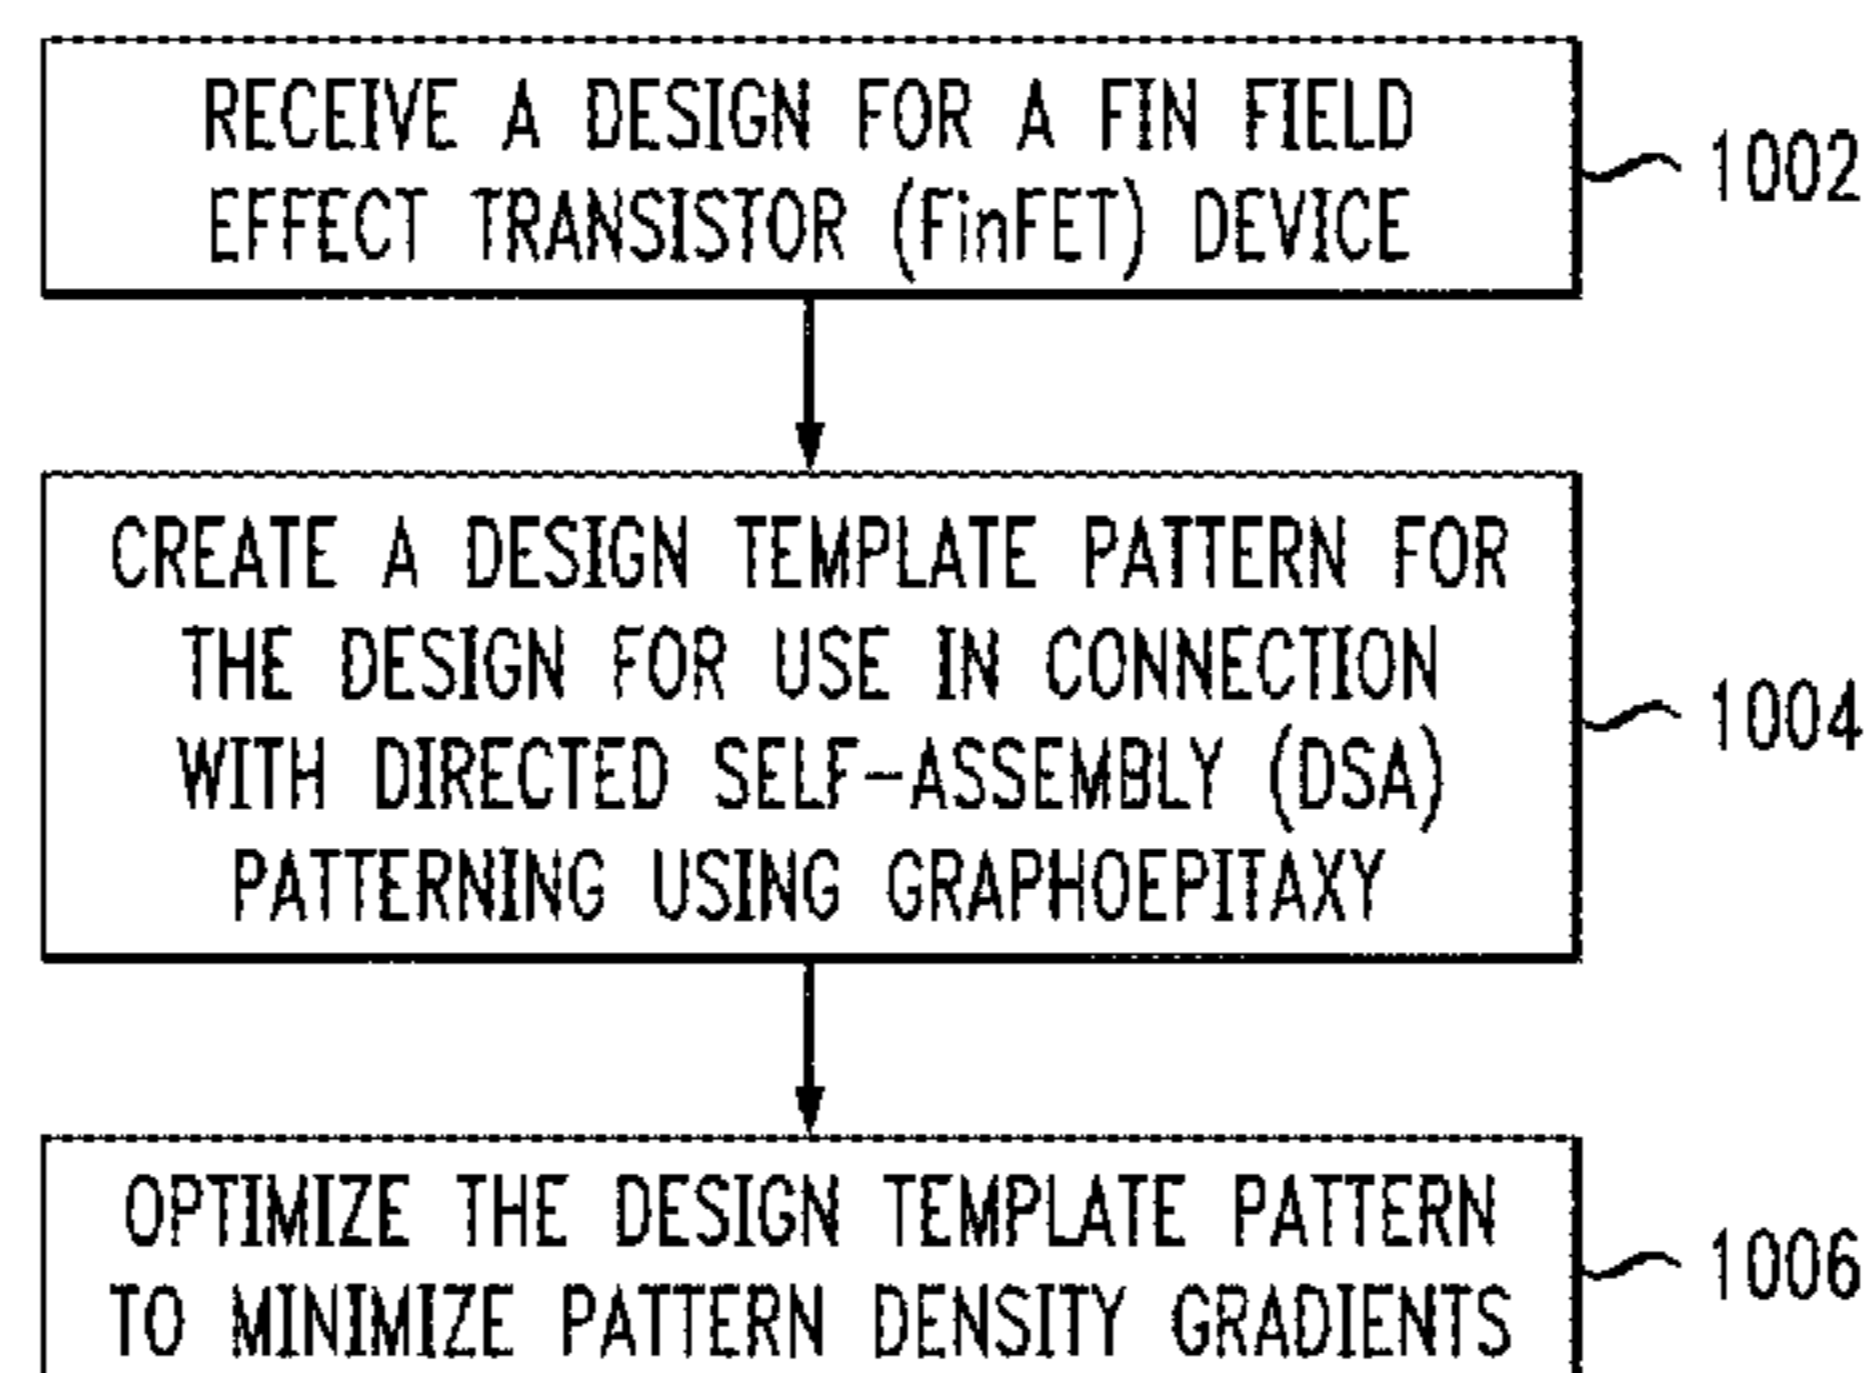 RECEIVE A DESIGN FOR A FIN FIELD
EFFECT TRANSISTOR (FinFET) DEVICE
1002
CREATE A DESIGN TEMPLATE PATTERN FOR
THE DESIGN FOR USE IN CONNECTION
WITH DIRECTED SELF-ASSEMBLY (DSA)
PATTERNING USING GRAPHOEPITAXY
1004
OPTIMIZE THE DESIGN TEMPLATE PATTERN
TO MINIMIZE PATTERN DENSITY GRADIENTS
1006